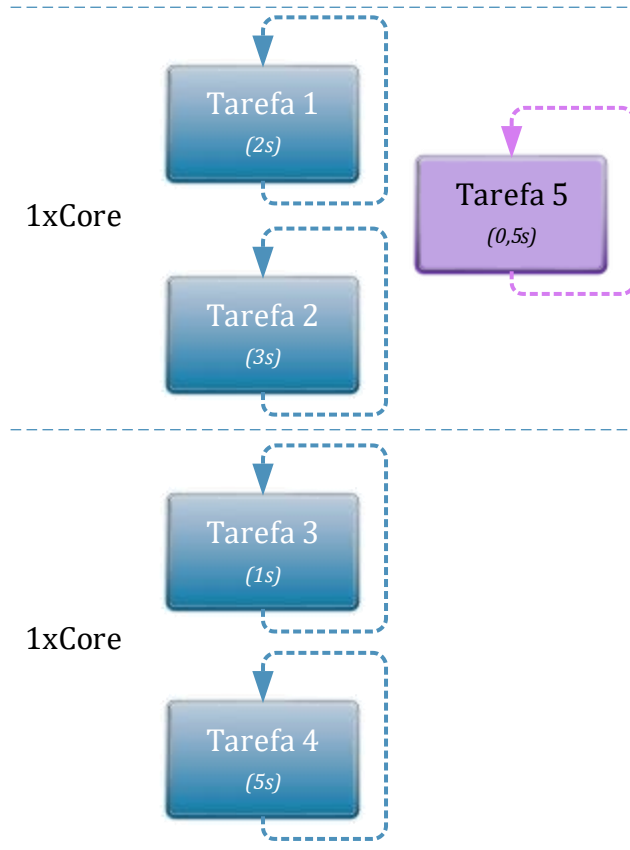 Tarefa 1
(2s)
Tarefa 5
(0,5s)
1xCore
Tarefa 2
(3s)
Tarefa 3
(1s)
1xCore
Tarefa 4
(5s)